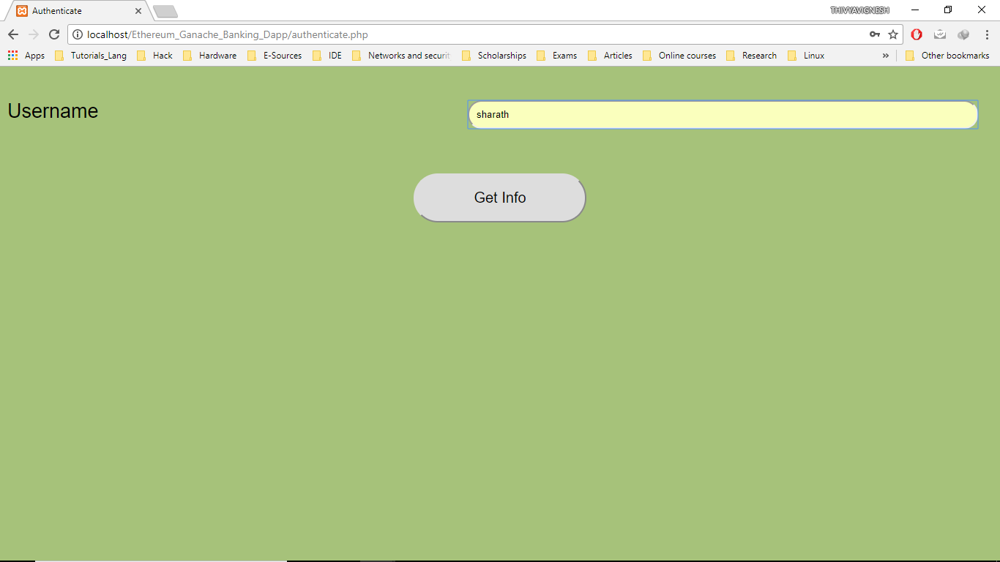 Authenticate
THIVYAVIGNESH
localhost/Ethereum_Ganache_Banking_Dapp/authenticate.php
Apps Tutorials_Lang Hack Hardware E-Sources IDE Networks and securit Scholarships Exams Articles Online courses Research Linux » Other bookmarks
Username sharath
Get Info